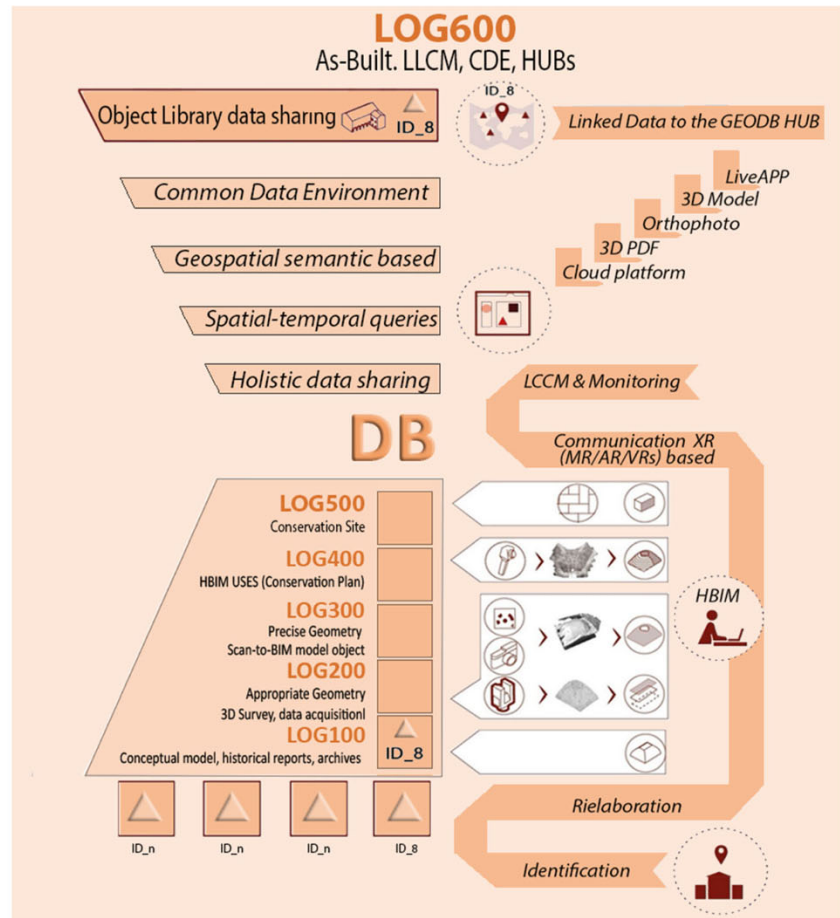 LOG600
As-Built. LLCM, CDE, HUBs
Object Library data sharing
ID_8
ID_8
Linked Data to the GEODB HUB
Common Data Environment
LiveAPP
3D Model
Orthophoto
3D PDF
Cloud platform
Geospatial semantic based
Spatial-temporal queries
Holistic data sharing
LCCM & Monitoring
DB
Communication XR
(MR/AR/VRs) based
LOG500
Conservation Site
LOG400
HBIM USES (Conservation Plan)
LOG300
Precise Geometry
Scan-to-BIM model object
LOG200
Appropriate Geometry
3D Survey, data acquisitionl
LOG100
Conceptual model, historical reports, archives
ID_8
HBIM
ID_n
ID_n
ID_n
ID_8
Rielaboration
Identification